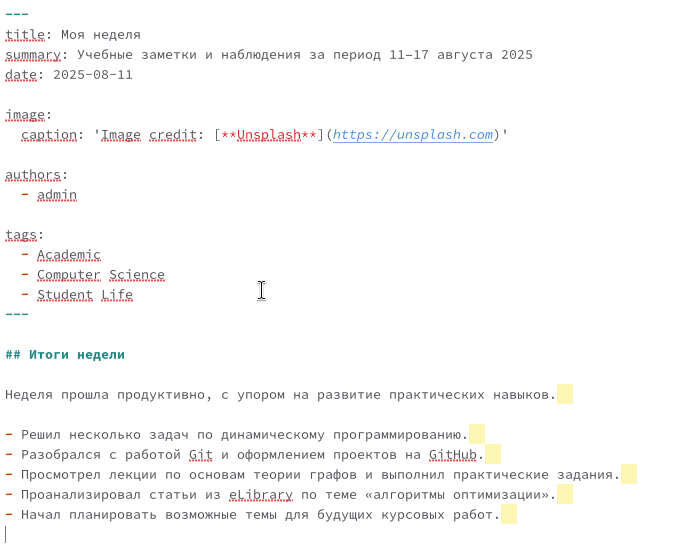 ---
title: Моя неделя
summary: Учебные заметки и наблюдения за период 11–17 августа 2025
date: 2025-08-11
image:
caption: 'Image credit: [**Unsplash**](https://unsplash.com)'
authors:
- admin
tags:
- Academic
- Computer Science
- Student Life
---
## Итоги недели
Неделя прошла продуктивно, с упором на развитие практических навыков.
- Решил несколько задач по динамическому программированию.
- Разобрался с работой Git и оформлением проектов на GitHub.
- Просмотрел лекции по основам теории графов и выполнил практические задания.
- Проанализировал статьи из eLibrary по теме «алгоритмы оптимизации».
- Начал планировать возможные темы для будущих курсовых работ.